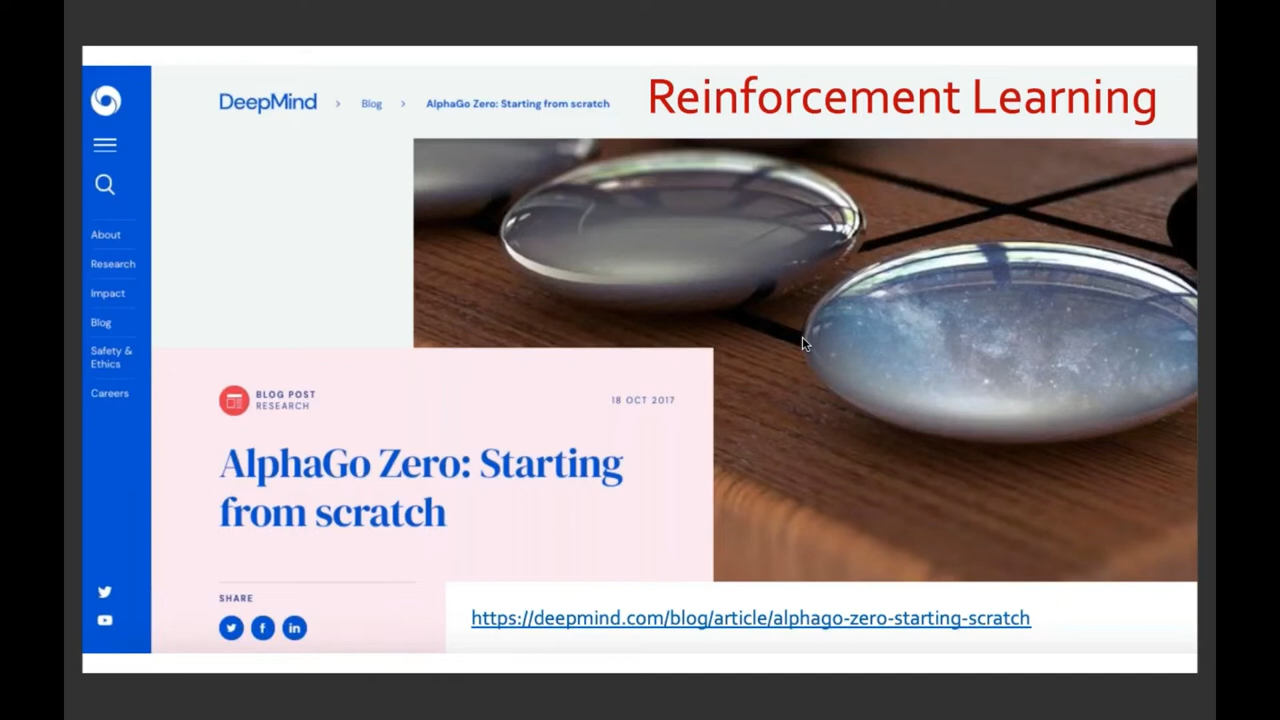 Reinforcement Learning
DeepMind > Blog > AlphaGo Zero: Starting from scratch
About
Research
Impact
Blog
Safety &
Ethics
Careers
BLOG POST
RESEARCH
18 OCT 2017
AlphaGo Zero: Starting
from scratch
SHARE
https://deepmind.com/blog/article/alphago-zero-starting-scratch